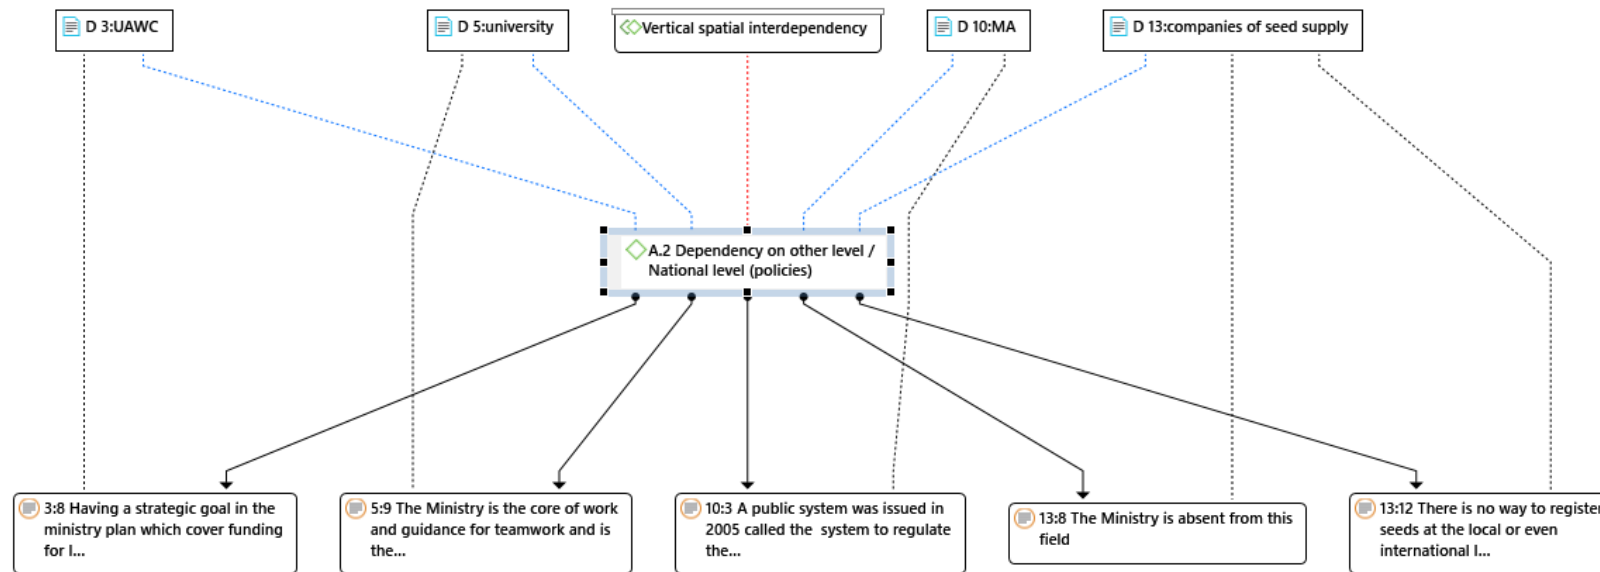 D 3:UAWC
D 5:university
Vertical spatial interdependency
D 10:MA
D 13:companies of seed supply
A.2 Dependency on other level /
National level (policies)
3:8 Having a strategic goal in the
ministry plan which cover funding
for l...
5:9 The Ministry is the core of work
and guidance for teamwork and is
the...
10:3 A public system was issued in
2005 called the  system to regulate
the...
13:8 The Ministry is absent from this
field
13:12 There is no way to register
seeds at the local or even
international l...